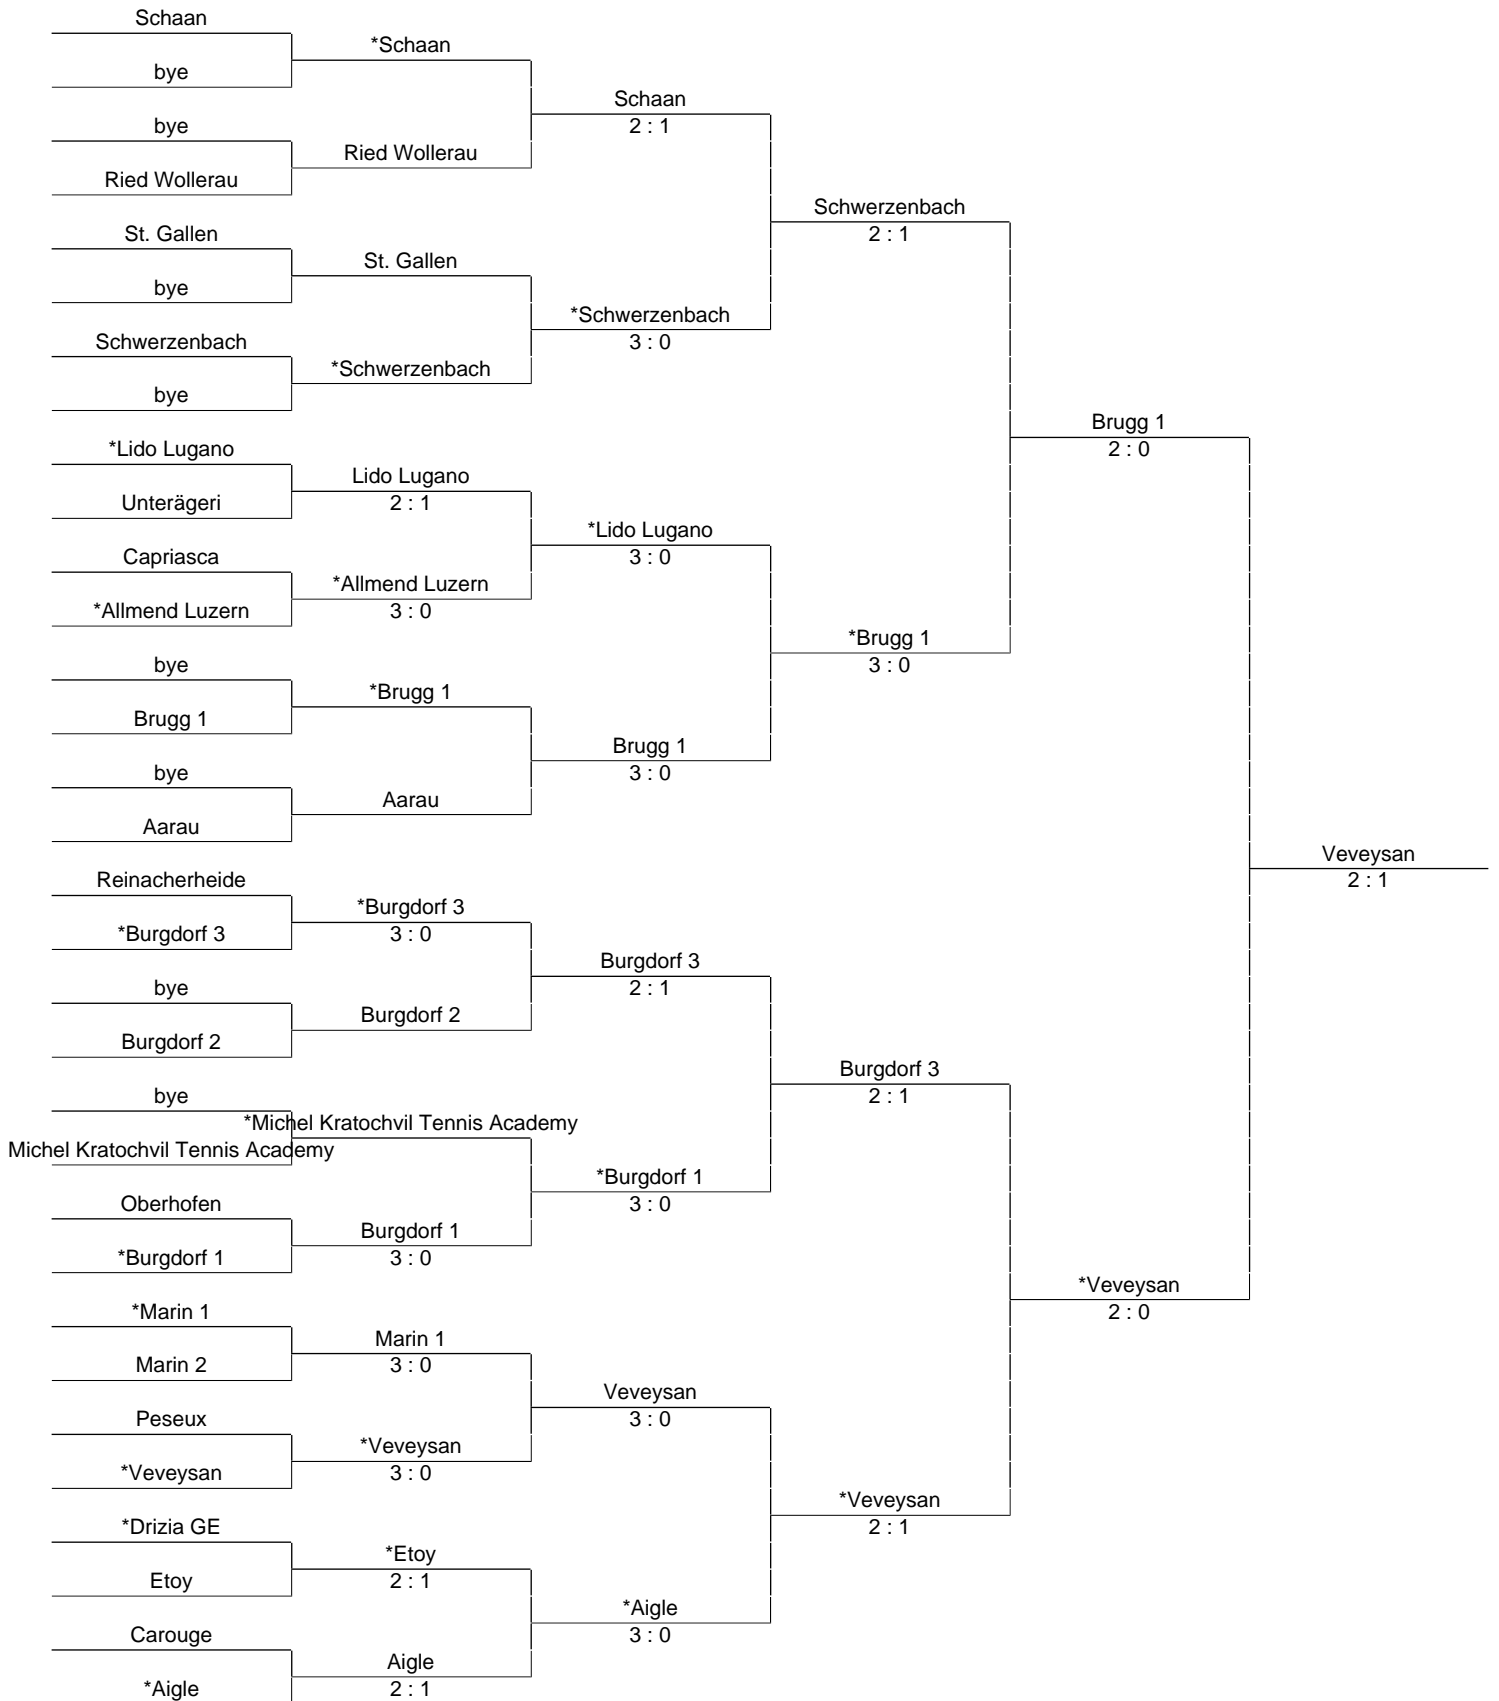 Schaan
*Schaan
bye
Schaan
2 : 1
bye
Ried Wollerau
Ried Wollerau
Schwerzenbach
2 : 1
St. Gallen
St. Gallen
bye
*Schwerzenbach
3 : 0
Schwerzenbach
*Schwerzenbach
bye
Brugg 1
2 : 0
*Lido Lugano
Lido Lugano
2 : 1
Unterägeri
*Lido Lugano
3 : 0
Capriasca
*Allmend Luzern
3 : 0
*Allmend Luzern
*Brugg 1
3 : 0
bye
*Brugg 1
Brugg 1
Brugg 1
3 : 0
bye
Aarau
Aarau
Veveysan
2 : 1
Reinacherheide
*Burgdorf 3
3 : 0
*Burgdorf 3
Burgdorf 3
2 : 1
bye
Burgdorf 2
Burgdorf 2
Burgdorf 3
2 : 1
bye
*Michel Kratochvil Tennis Academy
Michel Kratochvil Tennis Academy
*Burgdorf 1
3 : 0
Oberhofen
Burgdorf 1
3 : 0
*Burgdorf 1
*Veveysan
2 : 0
*Marin 1
Marin 1
3 : 0
Marin 2
Veveysan
3 : 0
Peseux
*Veveysan
3 : 0
*Veveysan
*Veveysan
2 : 1
*Drizia GE
*Etoy
2 : 1
Etoy
*Aigle
3 : 0
Carouge
Aigle
2 : 1
*Aigle